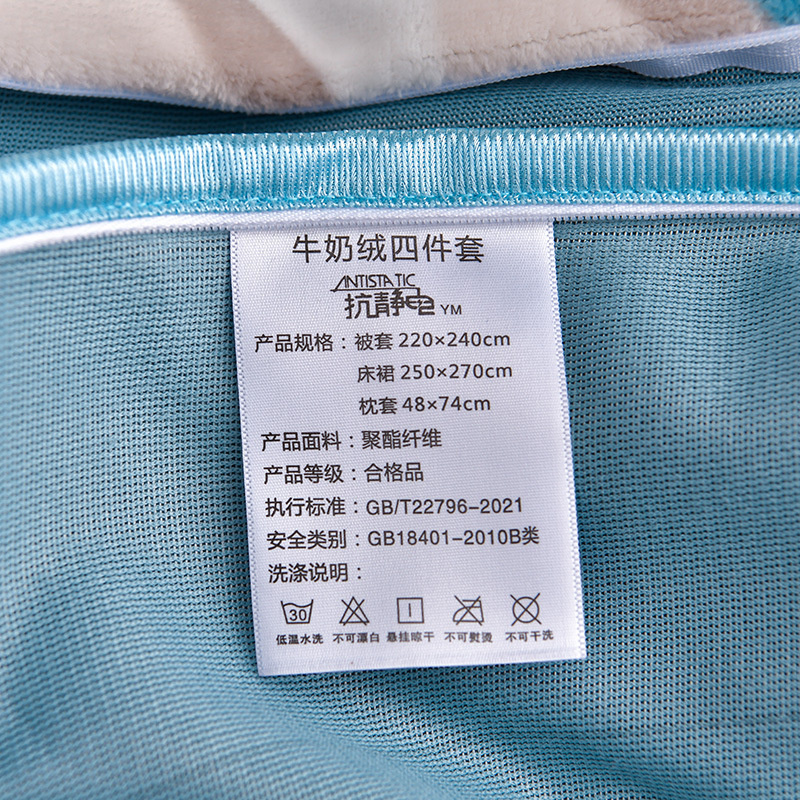 牛奶绒四件套
ANTISTATIC
抗静电 YM
产品规格：被套 220×240cm
床裙 250×270cm
枕套 48×74cm
产品面料：聚酯纤维
产品等级：合格品
执行标准：GB/T22796-2021
安全类别：GB18401-2010B类
洗涤说明：
30
低温水洗 不可漂白 悬挂晾干 不可熨烫 不可干洗